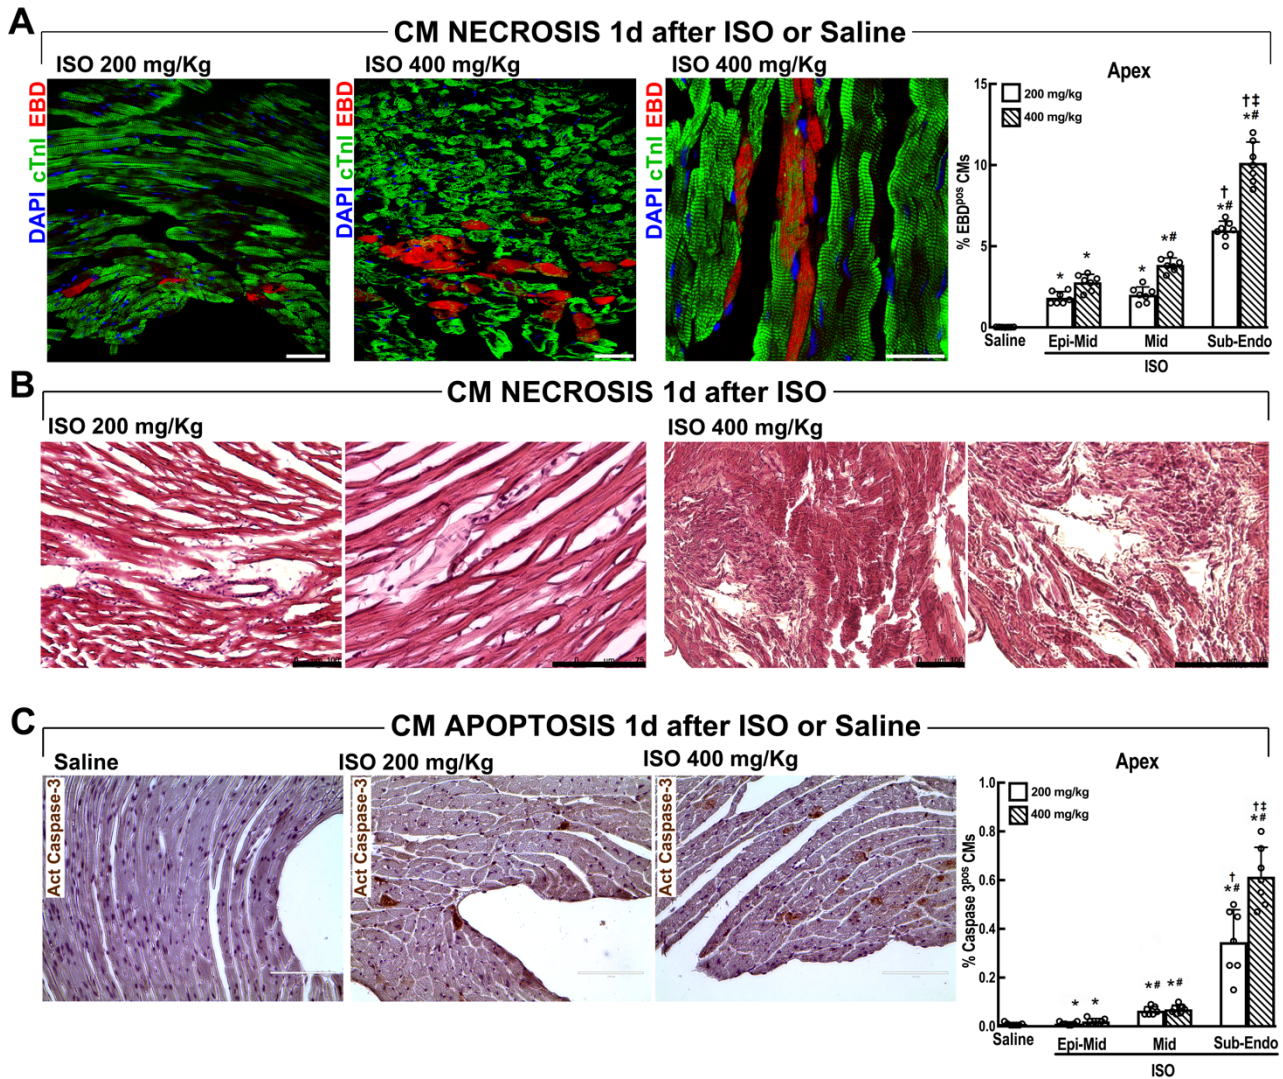 A
CM NECROSIS 1d after ISO or Saline
ISO 200 mg/Kg
ISO 400 mg/Kg
ISO 400 mg/Kg
DAPI cTnI EBD
DAPI cTnI EBD
DAPI cTnI EBD
Apex
200 mg/kg
400 mg/kg
% EBDpos CMs
15
10
5
0
*
*
*
*#
†
*#
†‡
*#
Saline
Epi-Mid
Mid
Sub-Endo
ISO
B
CM NECROSIS 1d after ISO
ISO 200 mg/Kg
ISO 400 mg/Kg
0 µm 100
0 µm 75
C
CM APOPTOSIS 1d after ISO or Saline
Saline
ISO 200 mg/Kg
ISO 400 mg/Kg
Act Caspase-3
Act Caspase-3
Act Caspase-3
Apex
200 mg/kg
400 mg/kg
% Caspase 3pos CMs
1.0
0.8
0.6
0.4
0.2
0.0
*
*
*#
*#
†
*#
†‡
*#
Saline
Epi-Mid
Mid
Sub-Endo
ISO